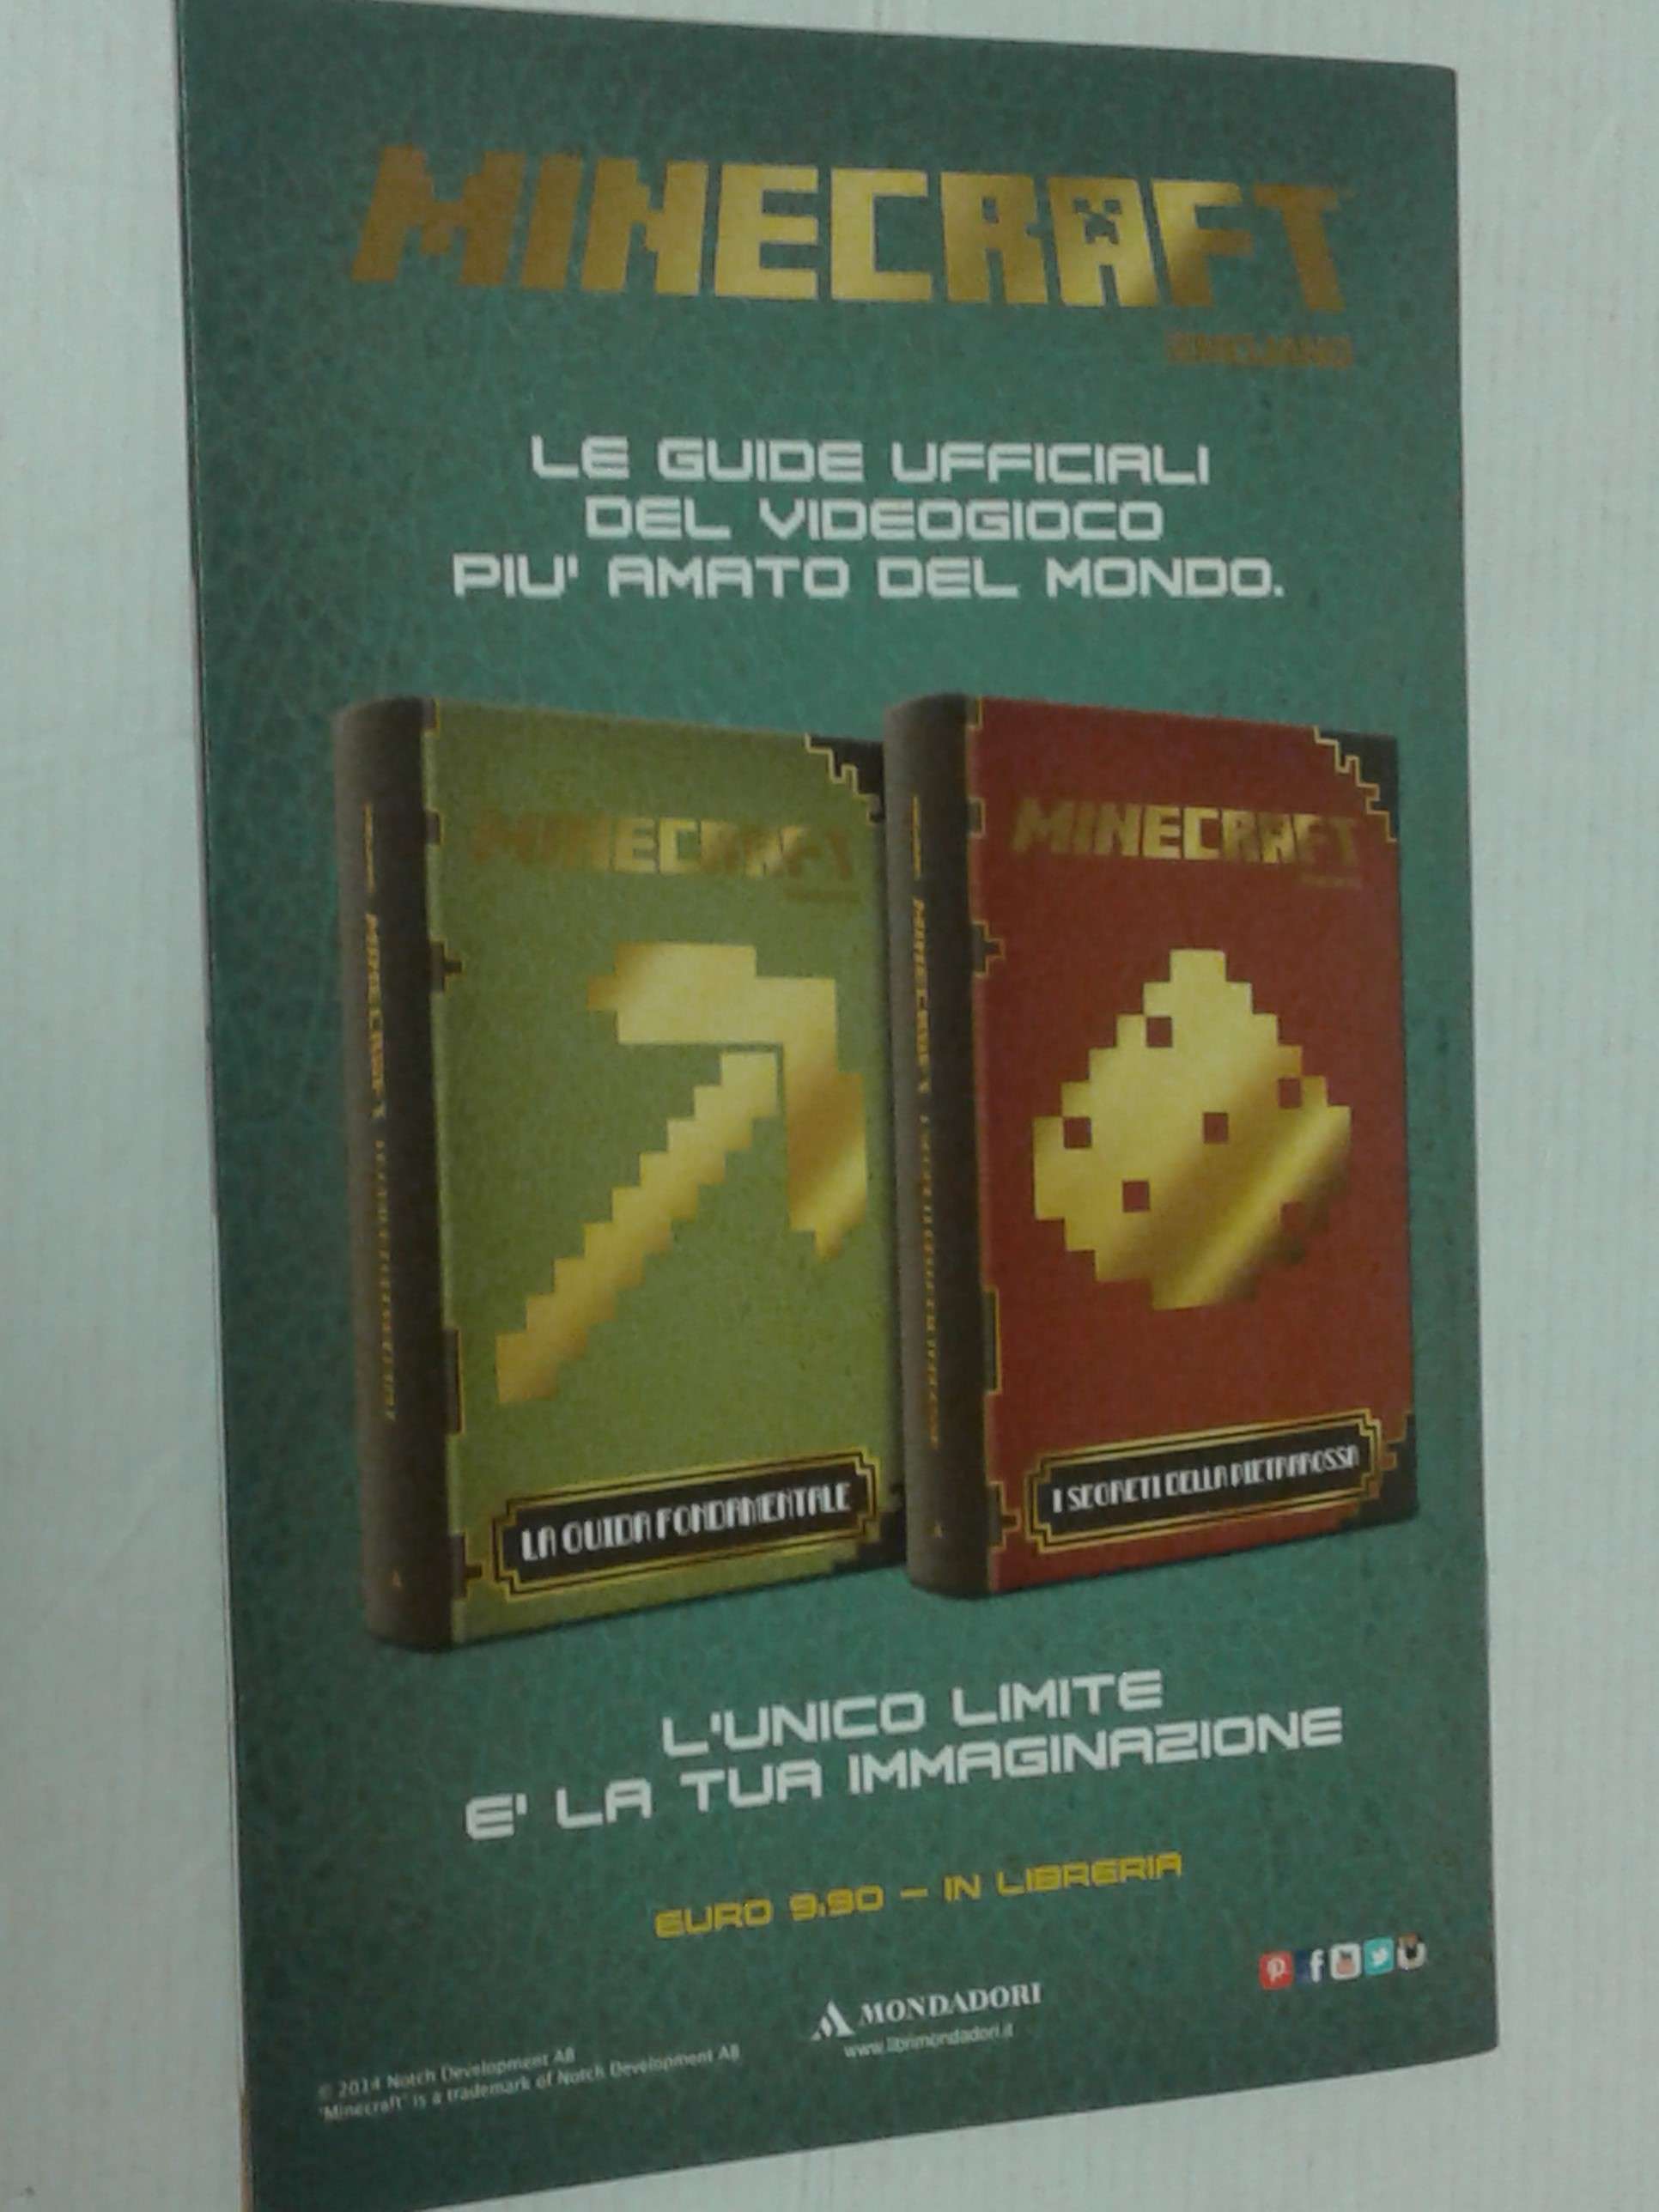 MINECRAFT
MOJANG
LE GUIDE UFFICIALI
DEL VIDEOGIOCO
PIU' AMATO DEL MONDO.
MINECRAFT
LA GUIDA FONDAMENTALE
MINECRAFT
I SEGRETI DELLA PIETRAROSSA
L'UNICO LIMITE
E' LA TUA IMMAGINAZIONE
EURO 9,90 – IN LIBRERIA
MONDADORI
www.librimondadori.it
© 2014 Notch Development AB
"Minecraft" is a trademark of Notch Development AB